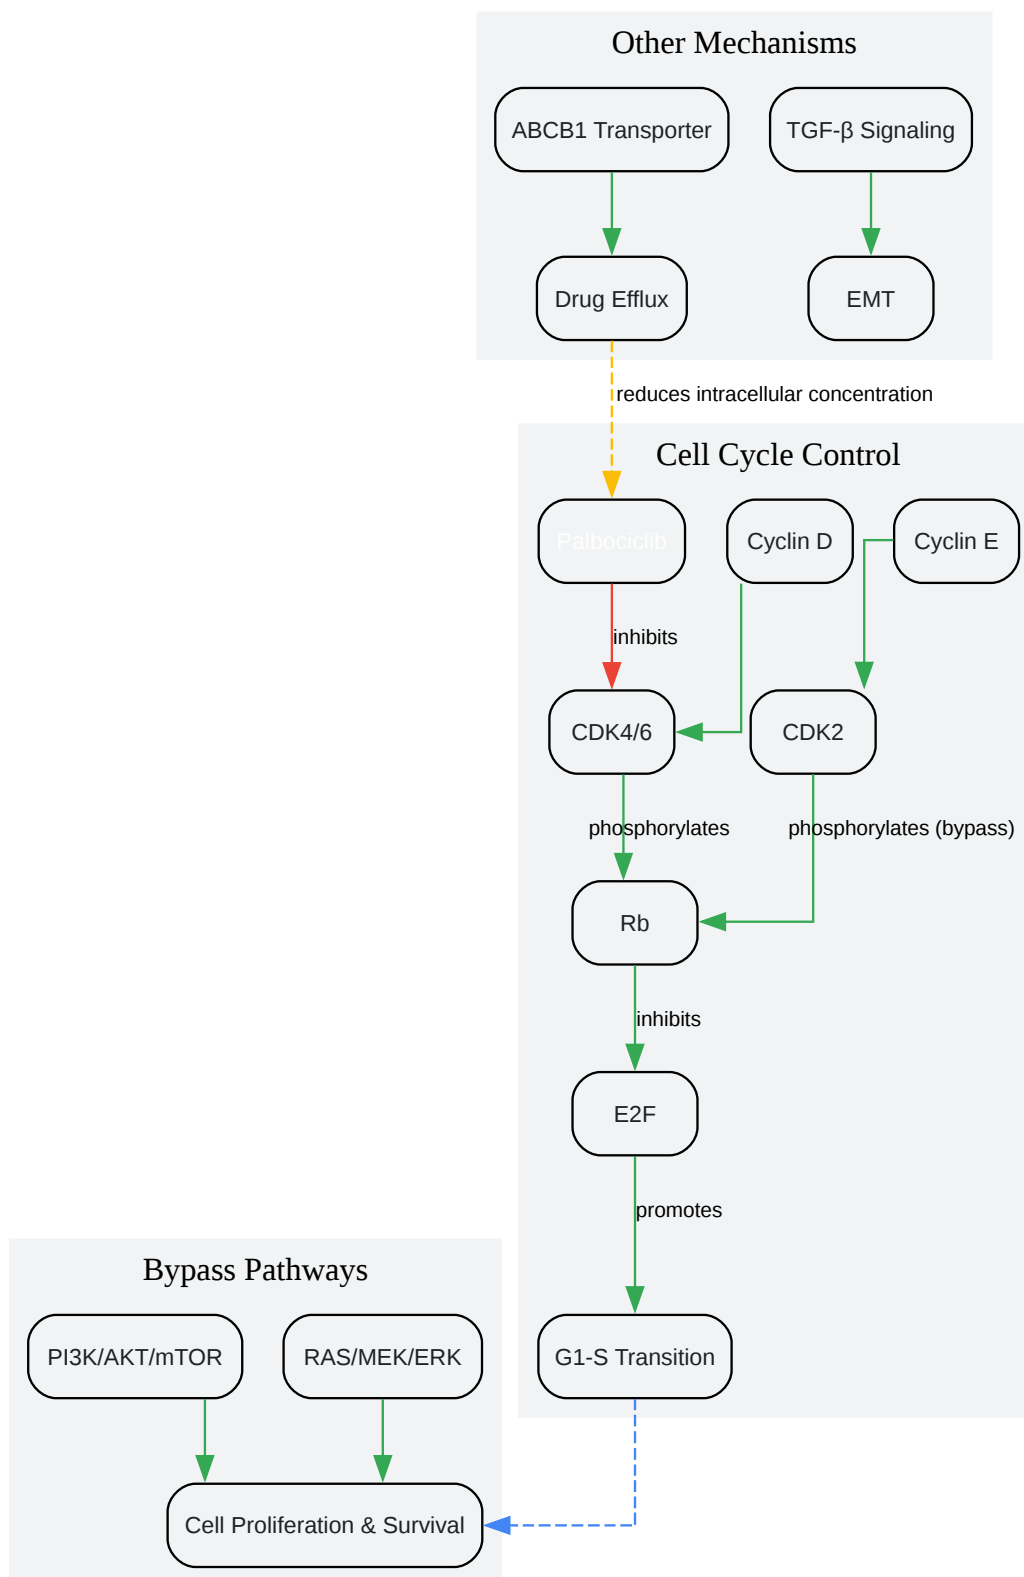 Other Mechanisms
ABCB1 Transporter
TGF-β Signaling
Drug Efflux
EMT
reduces intracellular concentration
Cell Cycle Control
Palbociclib
Cyclin D
Cyclin E
inhibits
CDK4/6
CDK2
phosphorylates
phosphorylates (bypass)
Rb
inhibits
E2F
promotes
Bypass Pathways
PI3K/AKT/mTOR
RAS/MEK/ERK
G1-S Transition
Cell Proliferation & Survival